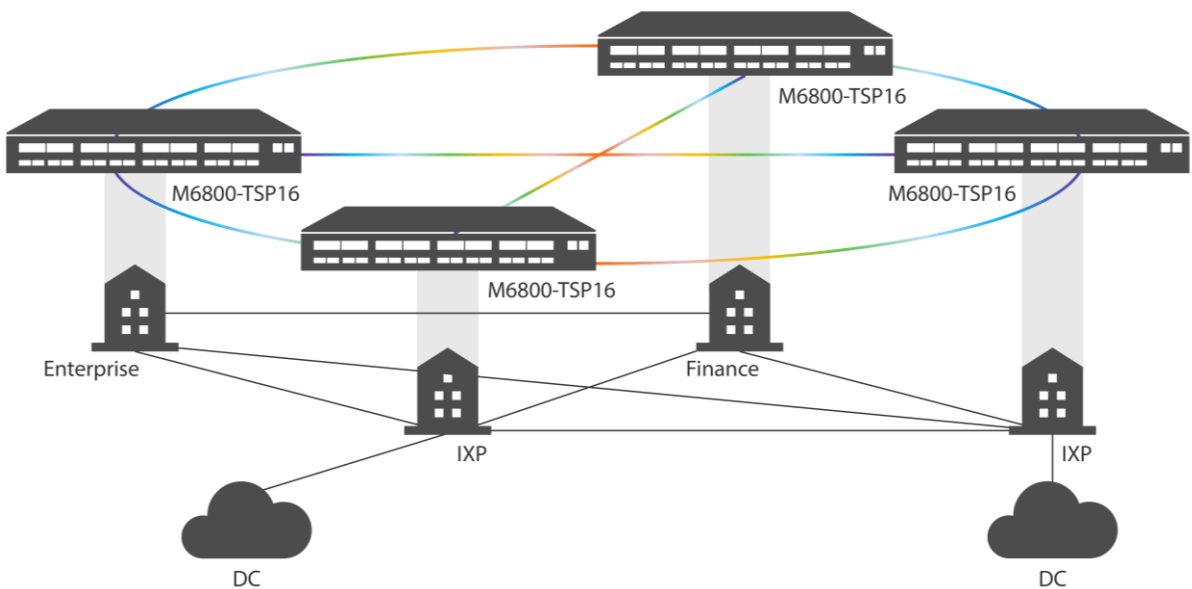 M6800-TSP16
M6800-TSP16
M6800-TSP16
M6800-TSP16
Enterprise
Finance
IXP
IXP
DC
DC